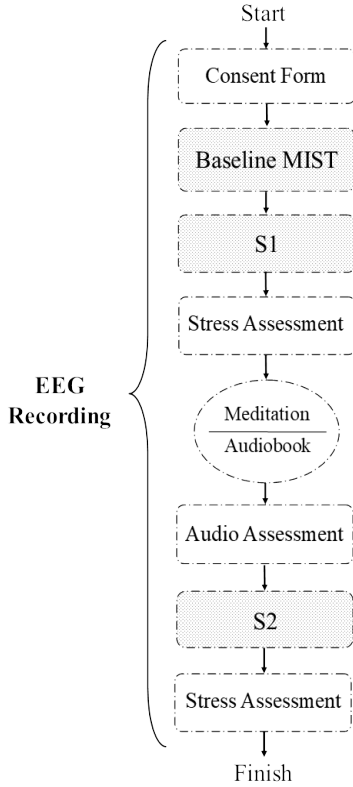 Start
Consent Form
Baseline MIST
S1
Stress Assessment
EEG
Recording
Meditation
Audiobook
Audio Assessment
S2
Stress Assessment
Finish